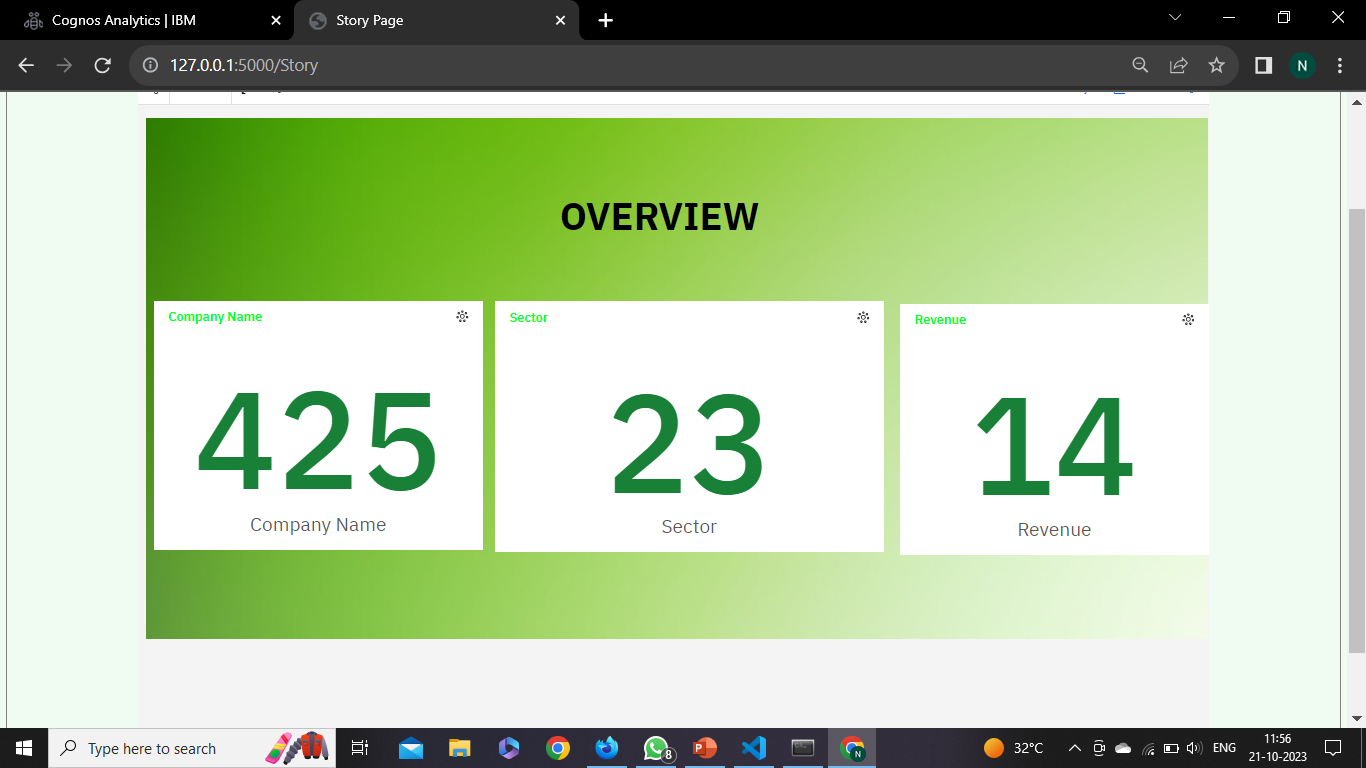 Cognos Analytics | IBM
Story Page
127.0.0.1:5000/Story
N
OVERVIEW
Company Name
Sector
Revenue
425
23
14
Company Name
Sector
Revenue
Type here to search
8
N
32°C
ENG
11:56
21-10-2023